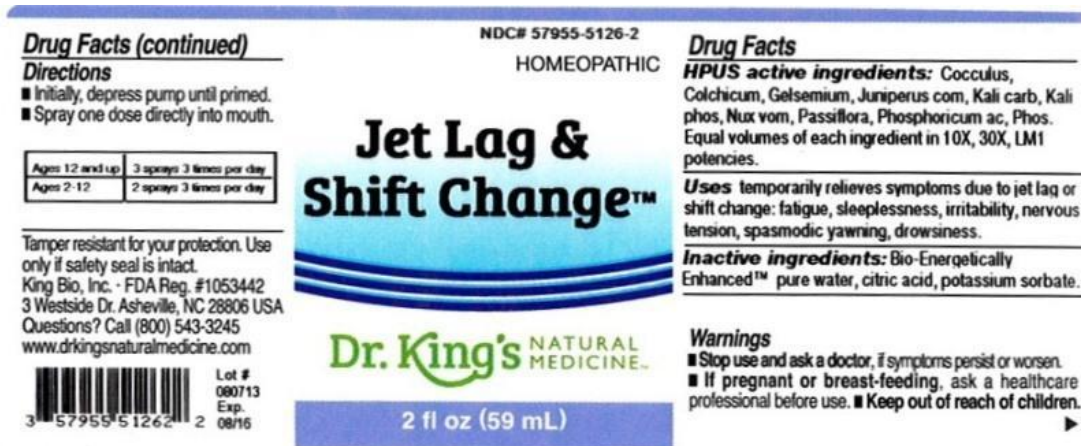 Drug Facts (continued)
Directions
■ Initially, depress pump until primed.
■ Spray one dose directly into mouth.
Ages 12 and up 3 sprays 3 times per day
Ages 2-12 2 sprays 3 times per day
Tamper resistant for your protection. Use
only if safety seal is intact.
King Bio, Inc. · FDA Reg. #1053442
3 Westside Dr. Asheville, NC 28806 USA
Questions? Call (800) 543-3245
www.drkingsnaturalmedicine.com
3 57955 51262 2
Lot #
080713
Exp.
08/16
NDC# 57955-5126-2
HOMEOPATHIC
Jet Lag &
Shift Change™
Dr. King's NATURAL
MEDICINE™
2 fl oz (59 mL)
Drug Facts
HPUS active ingredients: Cocculus,
Colchicum, Gelsemium, Juniperus com, Kali carb, Kali
phos, Nux vom, Passiflora, Phosphoricum ac, Phos.
Equal volumes of each ingredient in 10X, 30X, LM1
potencies.
Uses temporarily relieves symptoms due to jet lag or
shift change: fatigue, sleeplessness, irritability, nervous
tension, spasmodic yawning, drowsiness.
Inactive ingredients: Bio-Energetically
Enhanced™ pure water, citric acid, potassium sorbate.
Warnings
■ Stop use and ask a doctor, if symptoms persist or worsen.
■ If pregnant or breast-feeding, ask a healthcare
professional before use. ■ Keep out of reach of children.